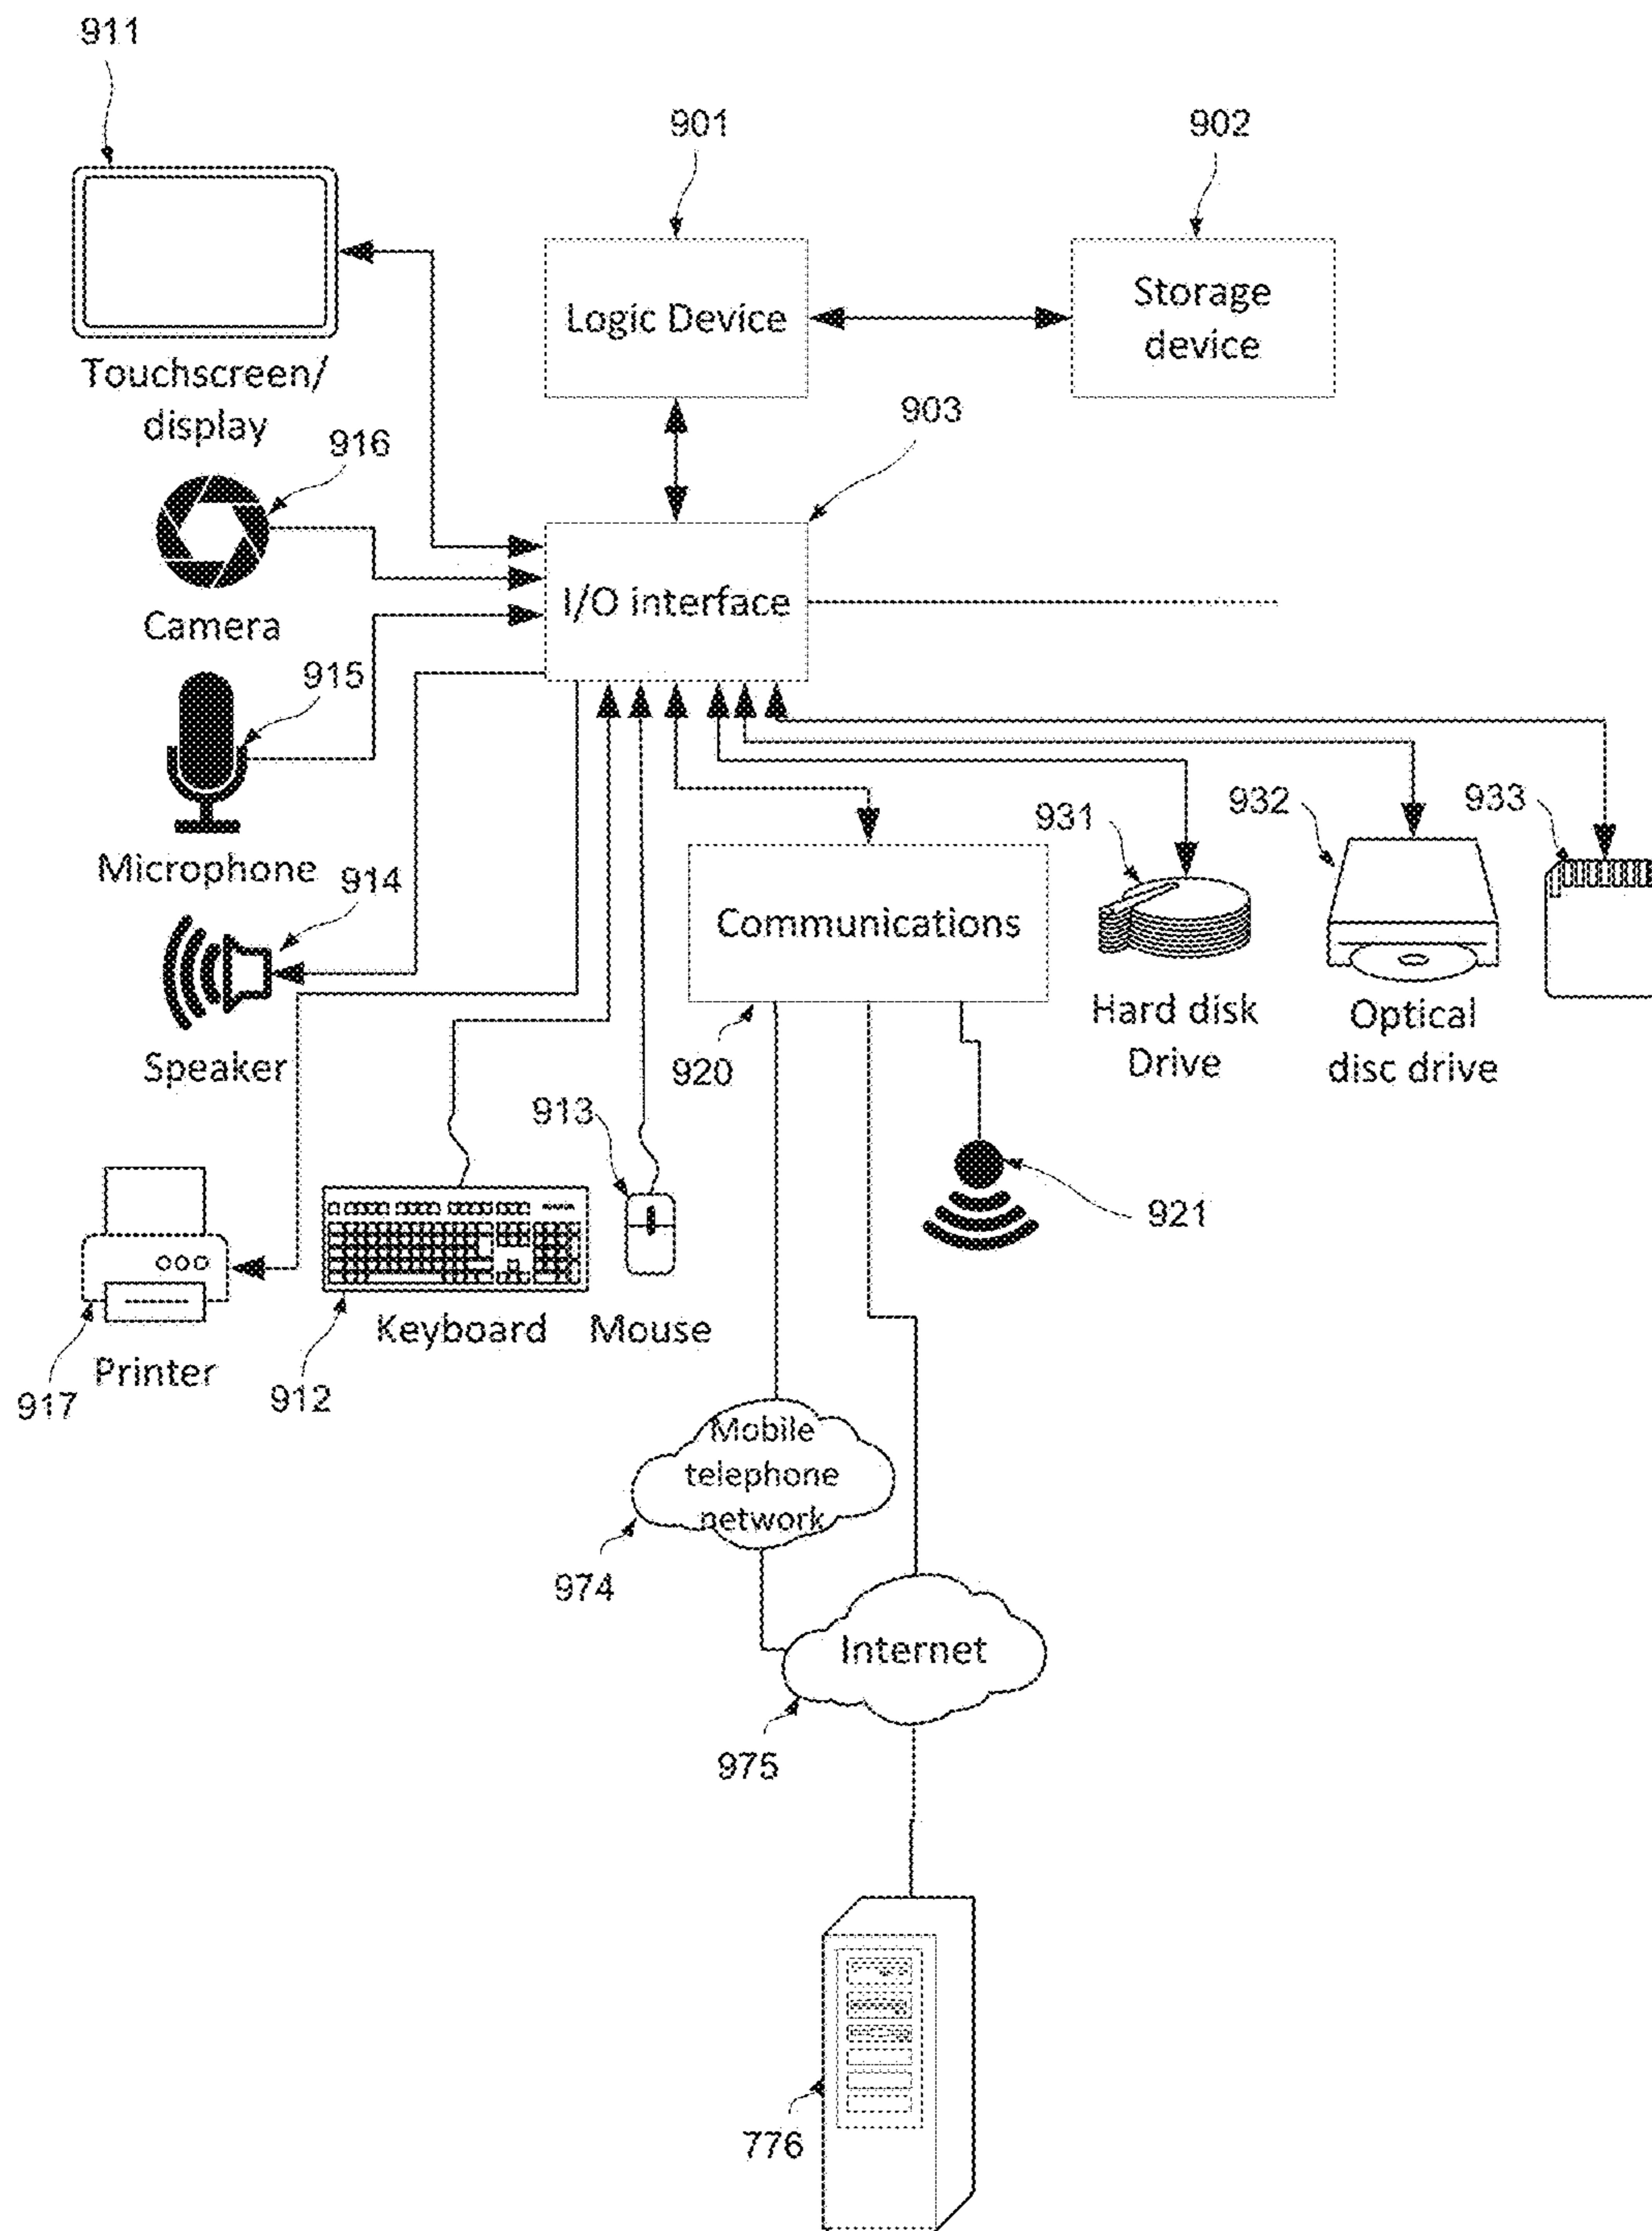 911
901
902
Logic Device
Storage
device
Touchscreen/
display
903
916
I/O interface
Camera
915
931
932
933
Microphone
914
Communications
Hard disk
Drive
Optical
disc drive
Speaker
920
913
921
Keyboard
Mouse
Printer
917
912
Mobile
telephone
network
974
Internet
975
776